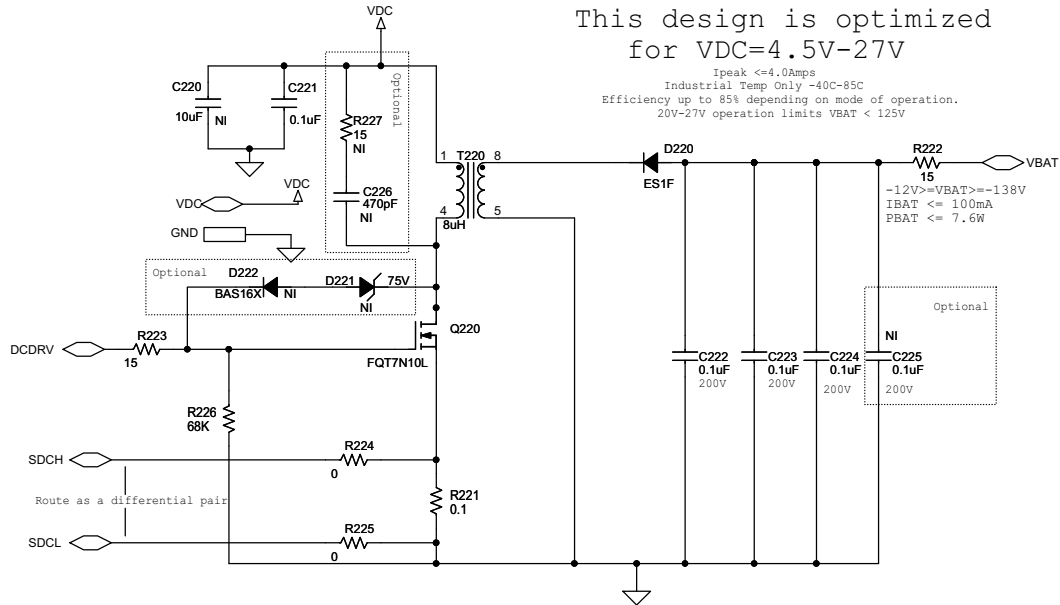 This design is optimized
for VDC=4.5V-27V
Ipeak <=4.0Amps
Industrial Temp Only -40C-85C
Efficiency up to 85% depending on mode of operation.
20V-27V operation limits VBAT < 125V
VDC
C220
10uF
NI
C221
0.1uF
R227
15
NI
Optional
C226
470pF
NI
VDC
VDC
GND
1
T220
8
4
8uH
5
D220
ES1F
R222
15
VBAT
-12V>=VBAT>=-138V
IBAT <= 100mA
PBAT <= 7.6W
Optional
D222
BAS16X
NI
D221
75V
NI
Q220
FQT7N10L
DCDRV
R223
15
R226
68K
C222
0.1uF
200V
C223
0.1uF
200V
C224
0.1uF
200V
Optional
NI
C225
0.1uF
200V
SDCH
R224
0
R221
0.1
Route as a differential pair
SDCL
R225
0